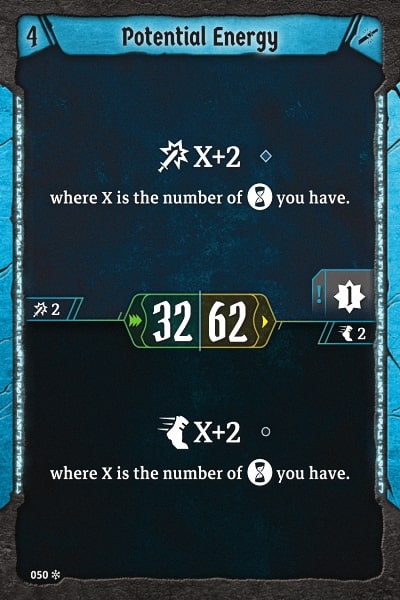 4 Potential Energy
X+2
where X is the number of you have.
1
2 32 62 2
X+2
where X is the number of you have.
050